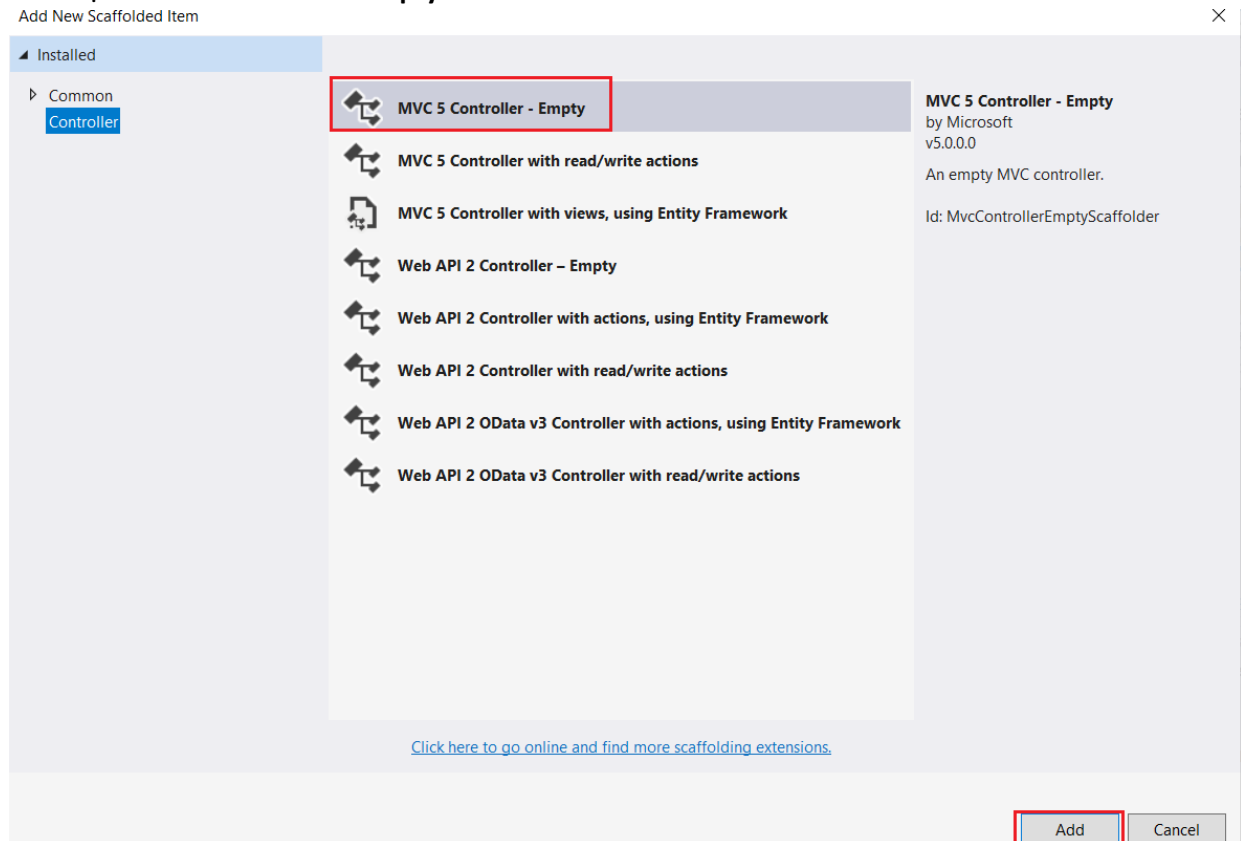 Add New Scaffolded Item
Installed
Common
Controller
MVC 5 Controller - Empty
MVC 5 Controller with read/write actions
MVC 5 Controller with views, using Entity Framework
Web API 2 Controller – Empty
Web API 2 Controller with actions, using Entity Framework
Web API 2 Controller with read/write actions
Web API 2 OData v3 Controller with actions, using Entity Framework
Web API 2 OData v3 Controller with read/write actions
MVC 5 Controller - Empty
by Microsoft
v5.0.0.0
An empty MVC controller.
Id: MvcControllerEmptyScaffolder
Click here to go online and find more scaffolding extensions.
Add
Cancel